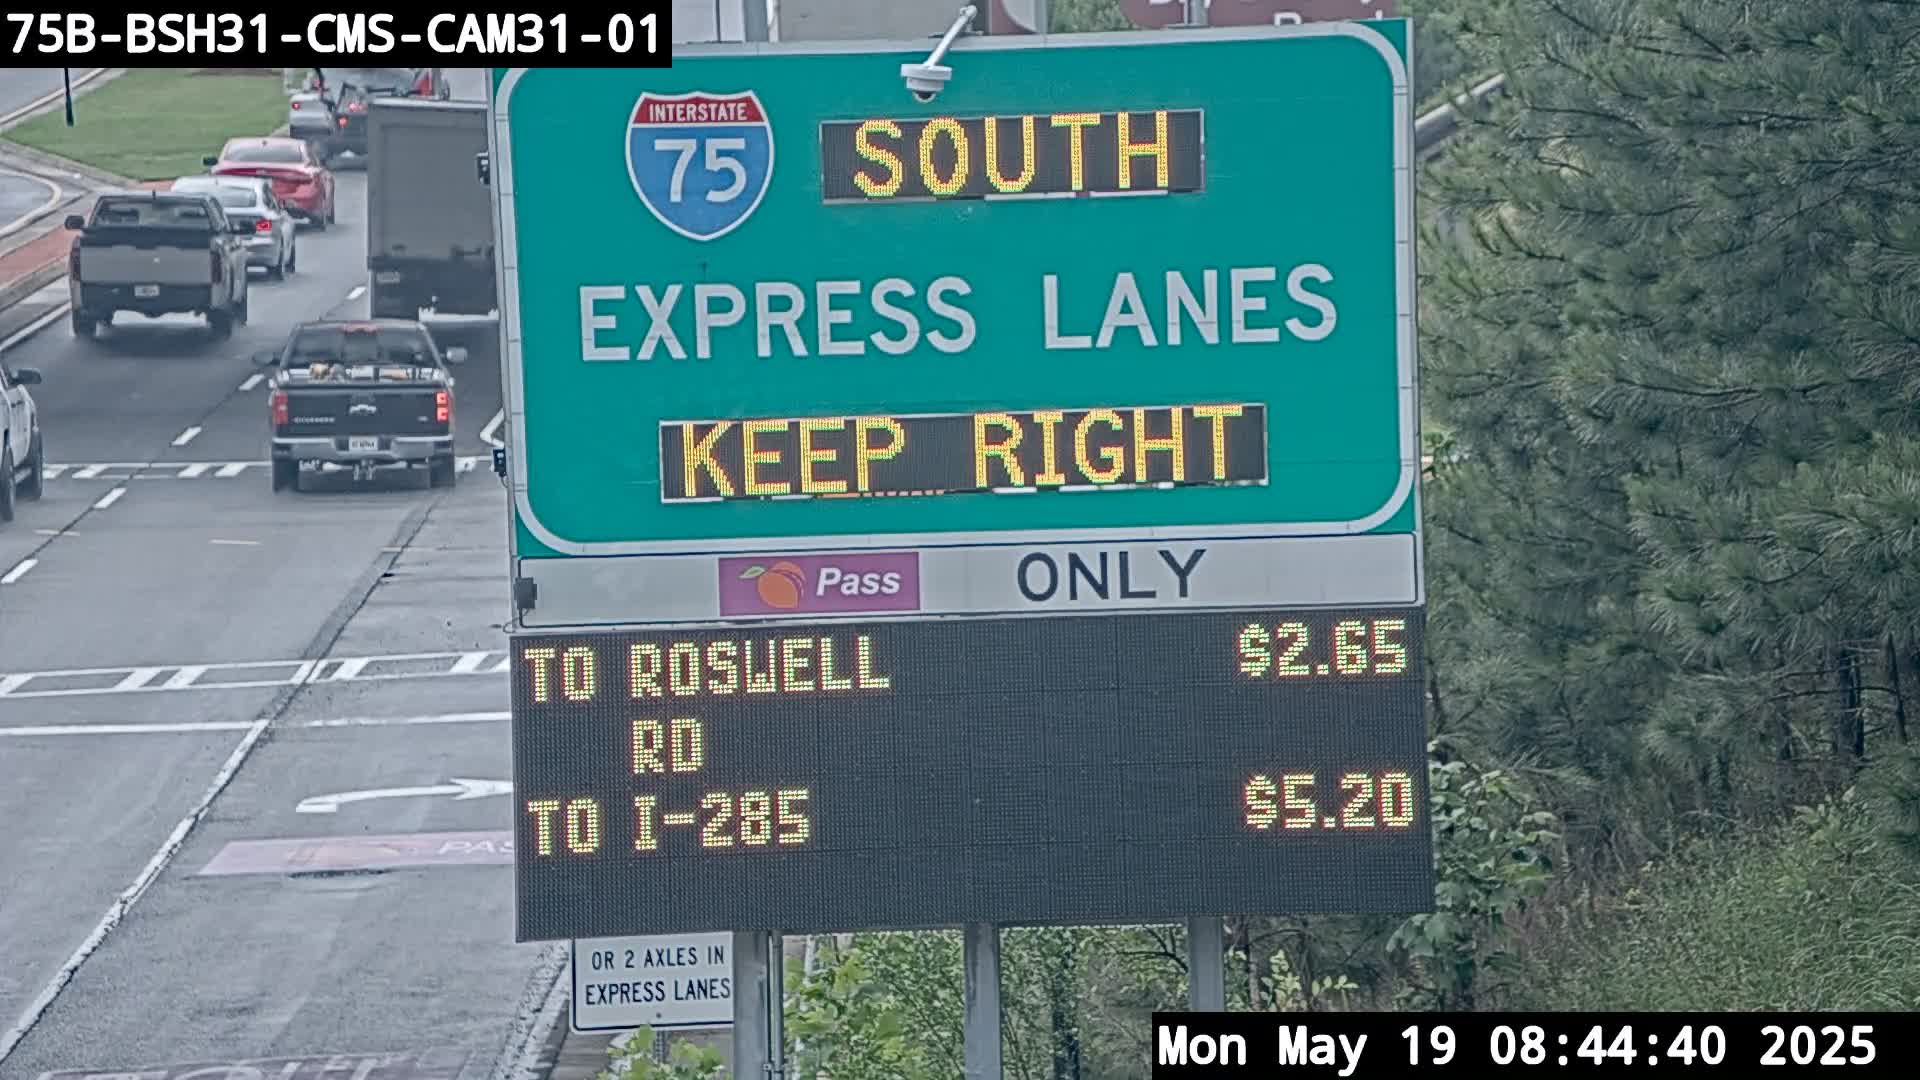 75B-BSH31-CMS-CAM31-01
INTERSTATE
75
SOUTH
EXPRESS LANES
KEEP RIGHT
Pass
ONLY
TO ROSWELL $2.65
RD
TO I-285 $5.20
OR 2 AXLES IN
EXPRESS LANES
Mon May 19 08:44:40 2025